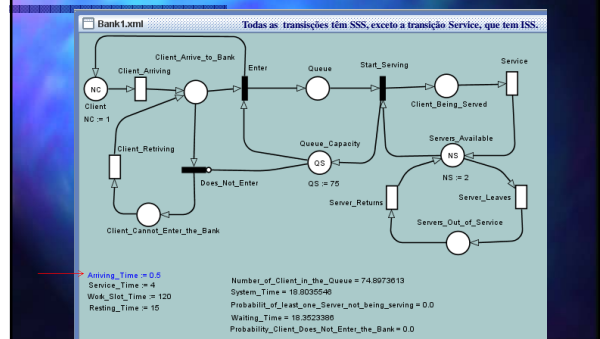 Bank1.xml
Todas as transisções têm SSS, exceto a transição Service, que tem ISS.
Client_Arrive_to_Bank
Enter
Queue
Start_Serving
Service
Client_Arriving
NC
Client
NC := 1
Client_Being_Served
Client_Retriving
Queue_Capacity
QS
QS := 75
Servers_Available
NS
NS := 2
Does_Not_Enter
Server_Returns
Server_Leaves
Client_Cannot_Enter_the_Bank
Servers_Out_of_Service
Arriving_Time := 0.5
Service_Time := 4
Work_Slot_Time := 120
Resting_Time := 15
Number_of_Client_in_the_Queue = 74.8973613
System_Time = 18.8035546
Probabilit_of_least_one_Server_not_being_serving = 0.0
Waiting_Time = 18.3523386
Probability_Client_Does_Not_Enter_the_Bank = 0.0